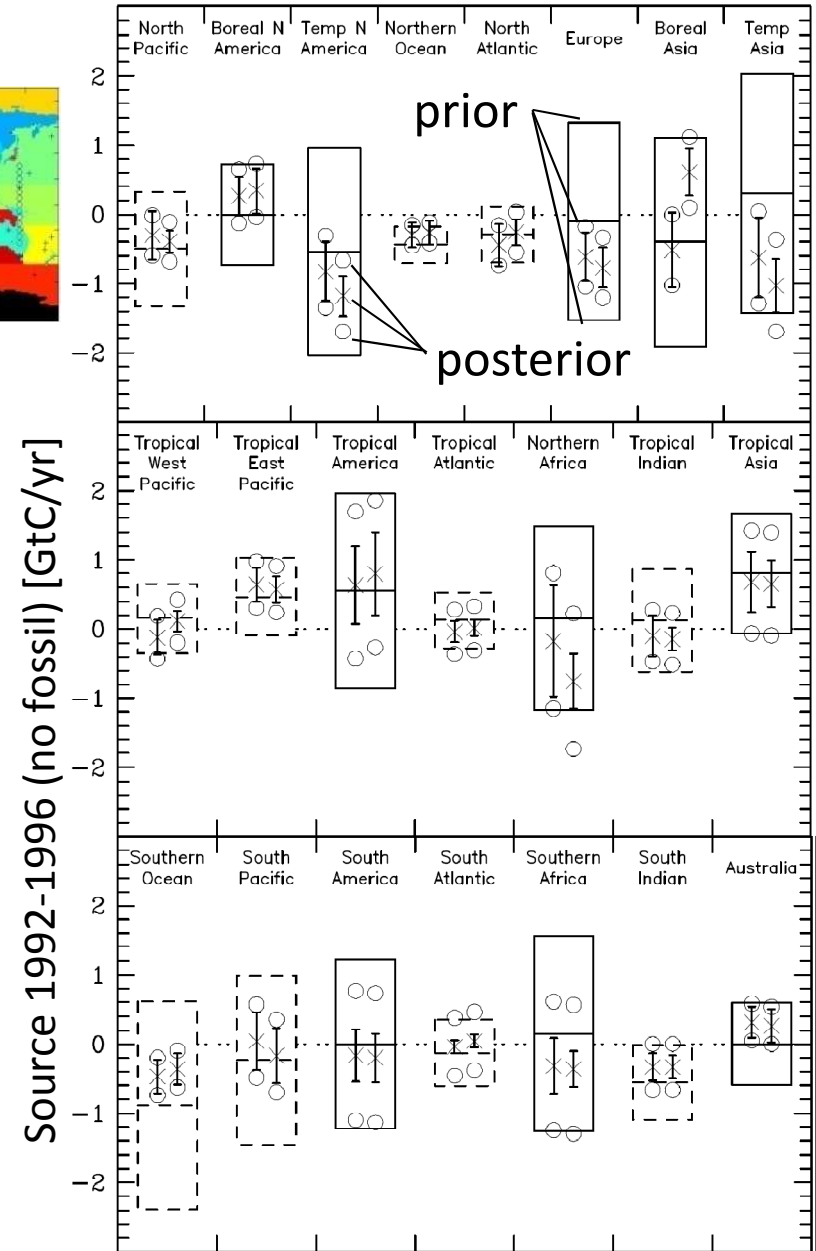 North Pacific
Boreal N America
Temp N America
Northern Ocean
North Atlantic
Europe
Boreal Asia
Temp Asia
2
1
0
−1
−2
prior
posterior
Source 1992-1996 (no fossil) [GtC/yr]
Tropical West Pacific
Tropical East Pacific
Tropical America
Tropical Atlantic
Northern Africa
Tropical Indian
Tropical Asia
2
1
0
−1
−2
Southern Ocean
South Pacific
South America
South Atlantic
Southern Africa
South Indian
Australia
2
1
0
−1
−2